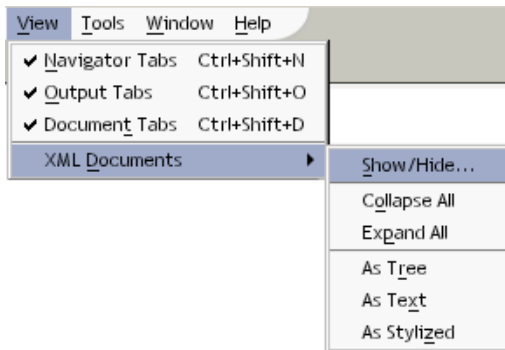 View Tools Window Help
Navigator Tabs Ctrl+Shift+N
Output Tabs Ctrl+Shift+O
Document Tabs Ctrl+Shift+D
XML Documents
Show/Hide...
Collapse All
Expand All
As Tree
As Text
As Stylized